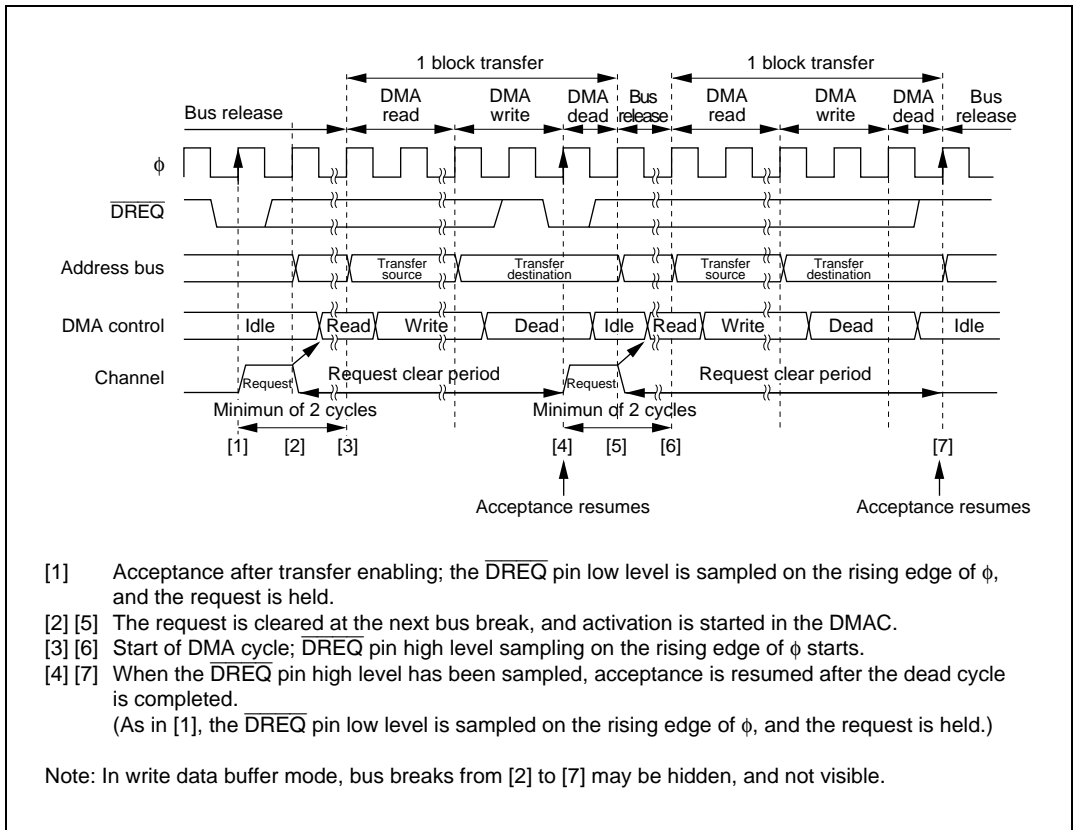 1 block transfer 1 block transfer
Bus release DMA read DMA write DMA dead Bus release DMA read DMA write DMA dead Bus release
φ
DREQ
Address bus Transfer source Transfer destination Transfer source Transfer destination
DMA control Idle Read Write Dead Idle Read Write Dead Idle
Channel Request Request clear period Request Request clear period
Minimun of 2 cycles Minimun of 2 cycles
[1] [2] [3] [4] [5] [6] [7]
Acceptance resumes Acceptance resumes
[1] Acceptance after transfer enabling; the DREQ pin low level is sampled on the rising edge of φ,
and the request is held.
[2] [5] The request is cleared at the next bus break, and activation is started in the DMAC.
[3] [6] Start of DMA cycle; DREQ pin high level sampling on the rising edge of φ starts.
[4] [7] When the DREQ pin high level has been sampled, acceptance is resumed after the dead cycle
is completed.
(As in [1], the DREQ pin low level is sampled on the rising edge of φ, and the request is held.)
Note: In write data buffer mode, bus breaks from [2] to [7] may be hidden, and not visible.